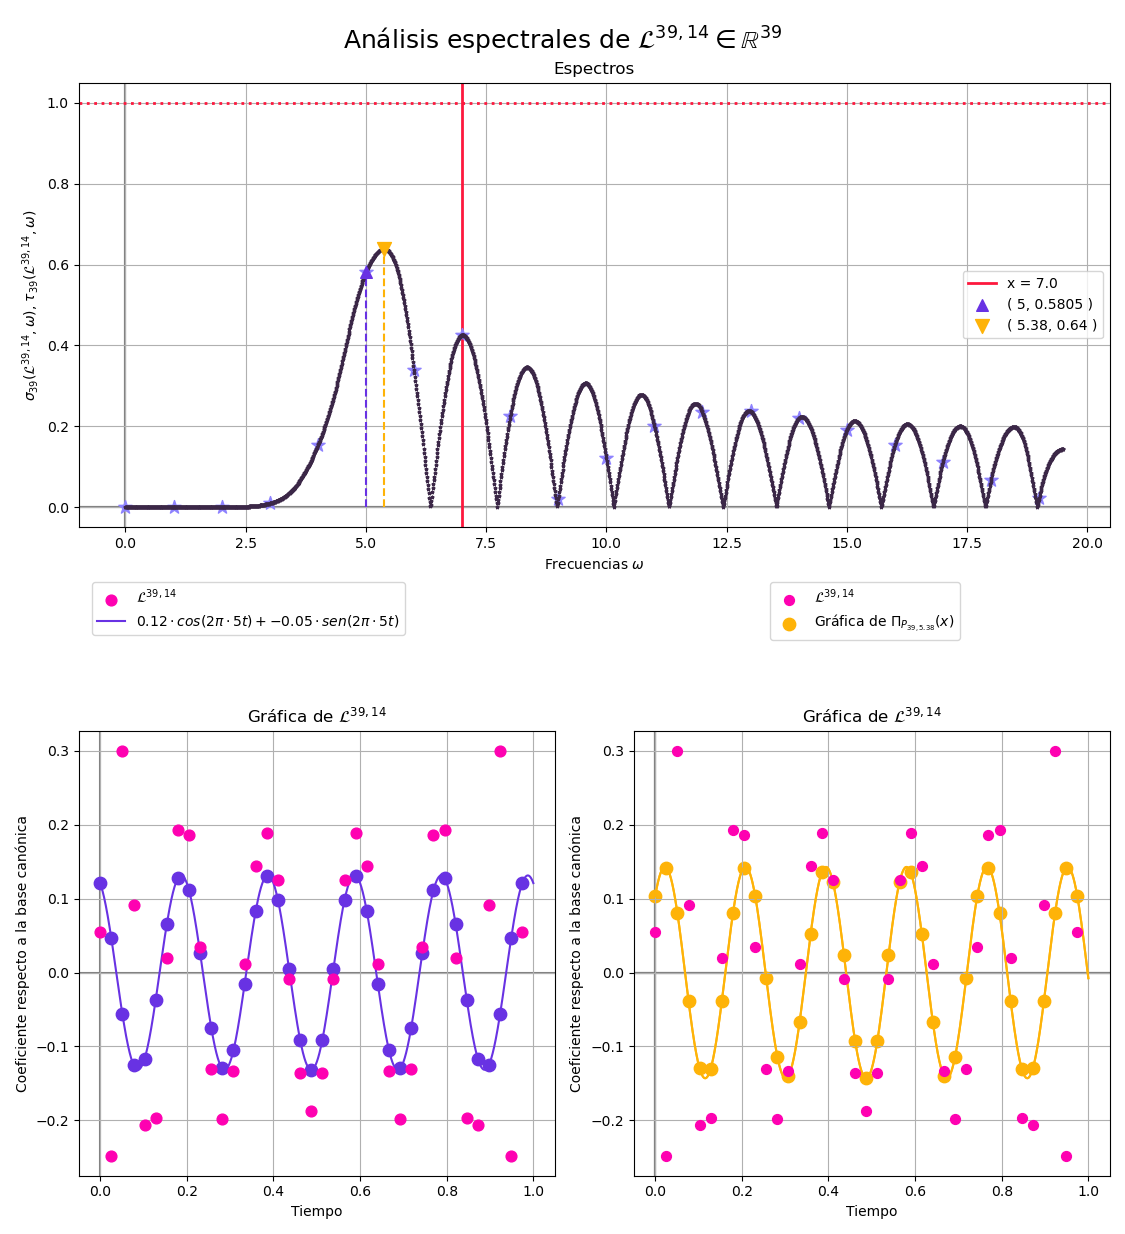 Análisis espectrales de 𝓛^{39,14} ∈ ℝ^{39}
Espectros
1.0
0.8
0.6
0.4
0.2
0.0
σ_{39}(𝓛^{39,14}, ω), τ_{39}(𝓛^{39,14}, ω)
x = 7.0
( 5, 0.5805 )
( 5.38, 0.64 )
0.0 2.5 5.0 7.5 10.0 12.5 15.0 17.5 20.0
Frecuencias ω
𝓛^{39,14}
0.12 · cos(2π · 5t) + −0.05 · sen(2π · 5t)
𝓛^{39,14}
Gráfica de Π_{P_{39,5.38}}(x)
Gráfica de 𝓛^{39,14}
0.3
0.2
0.1
0.0
−0.1
−0.2
Coeficiente respecto a la base canónica
0.0 0.2 0.4 0.6 0.8 1.0
Tiempo
Gráfica de 𝓛^{39,14}
0.3
0.2
0.1
0.0
−0.1
−0.2
Coeficiente respecto a la base canónica
0.0 0.2 0.4 0.6 0.8 1.0
Tiempo